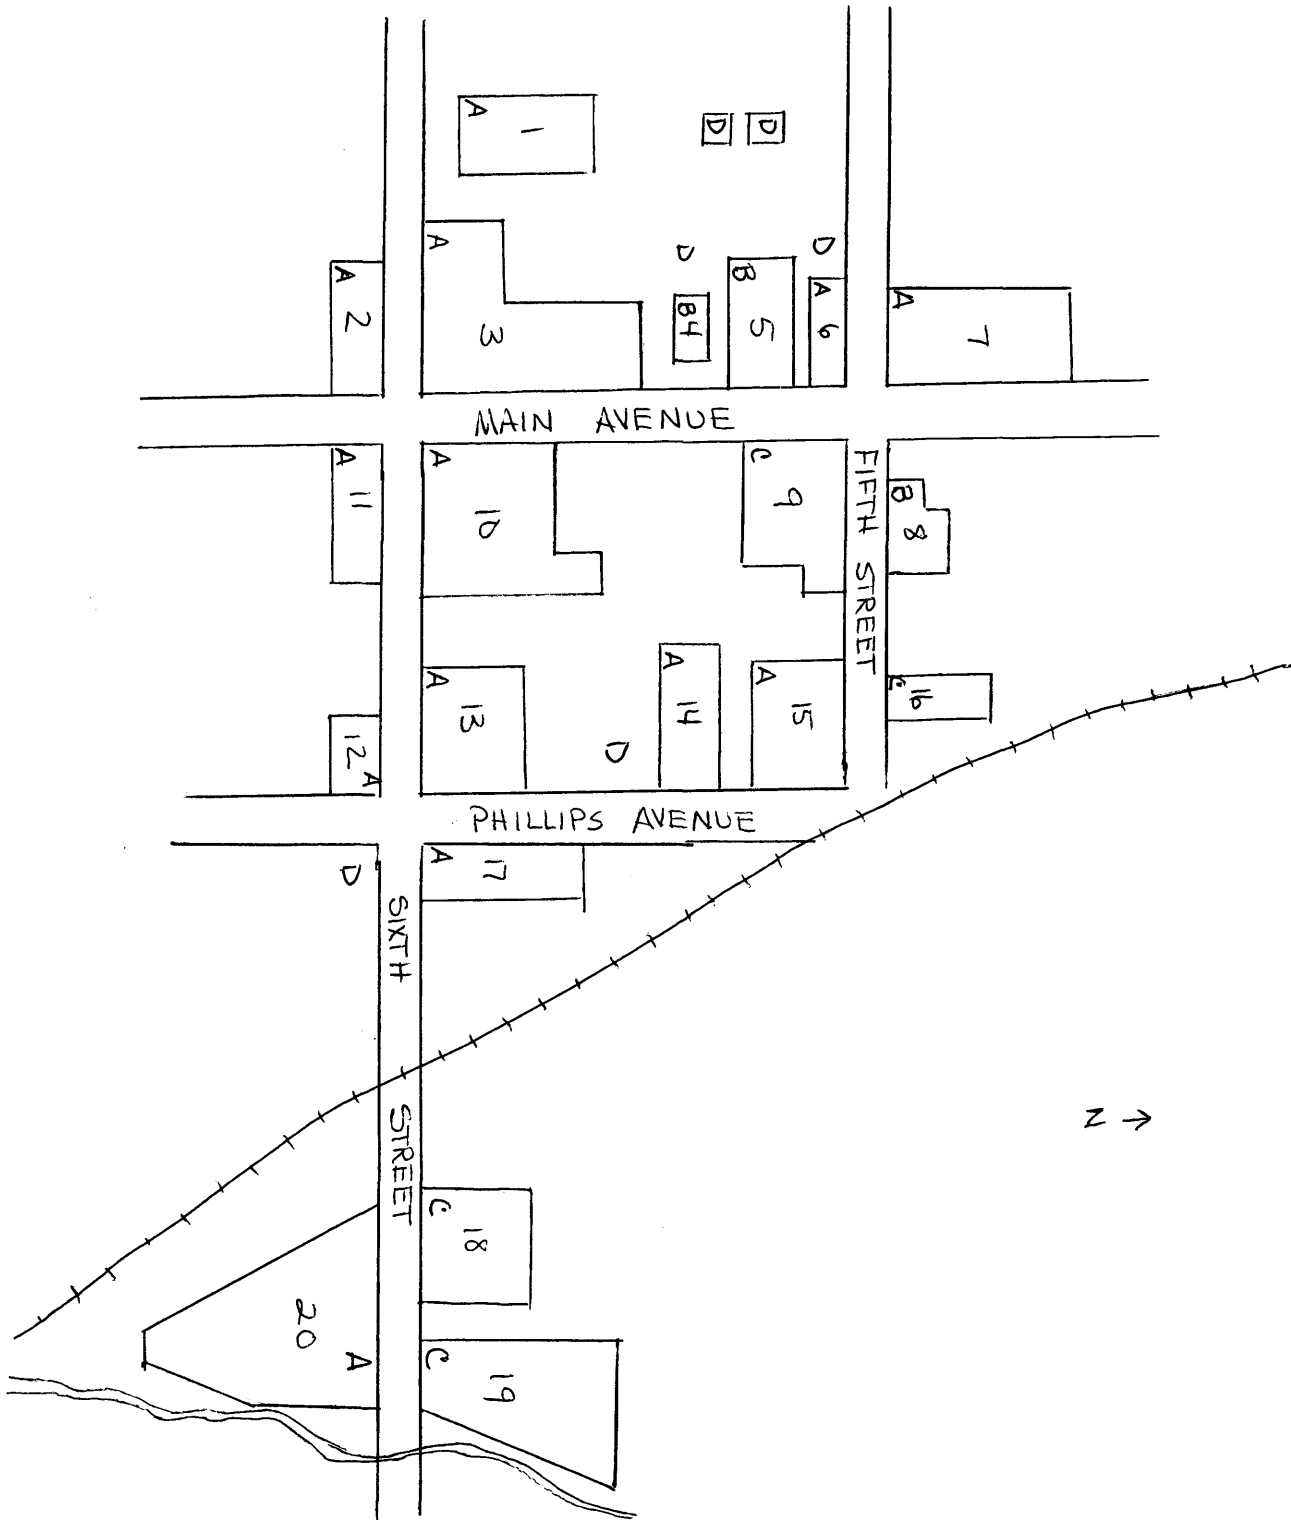 A 1
D D
D D
A
3
A 2
B 5
A 6
A 7
B4
MAIN AVENUE
A 11
A
10
C
9
B
8
FIFTH STREET
A 13
A 14
A 15
C 16
12 A
D
PHILLIPS AVENUE
D
A 17
SIXTH STREET
N →
C 18
20
A
C 19